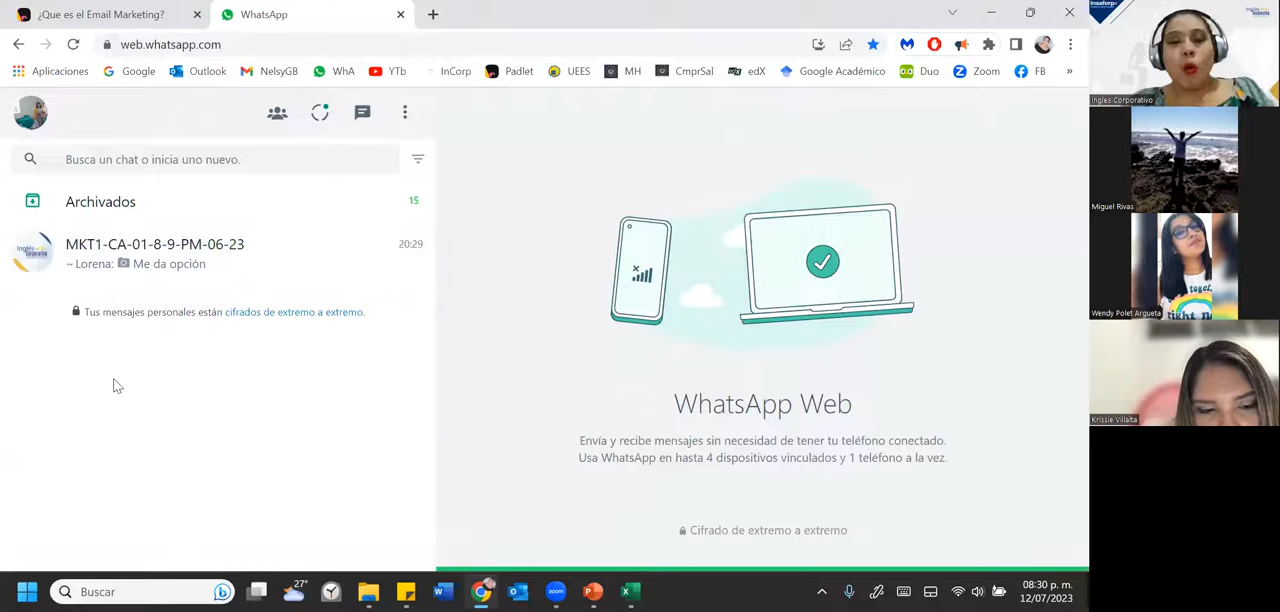 ¿Que es el Email Marketing?
WhatsApp
web.whatsapp.com
Aplicaciones
Google
Outlook
NelsyGB
WhA
YTb
InCorp
Padlet
UEES
MH
CmprSal
edX
Google Académico
Duo
Zoom
FB
»
Busca un chat o inicia uno nuevo.
Archivados
15
MKT1-CA-01-8-9-PM-06-23
20:29
~ Lorena: Me da opción
Tus mensajes personales están cifrados de extremo a extremo.
WhatsApp Web
Envía y recibe mensajes sin necesidad de tener tu teléfono conectado.
Usa WhatsApp en hasta 4 dispositivos vinculados y 1 teléfono a la vez.
Cifrado de extremo a extremo
Insaforp
Ingles Corporativo
Miguel Rivas
Wendy Polet Argueta
Krissie Villalta
Buscar
27°
08:30 p. m.
12/07/2023